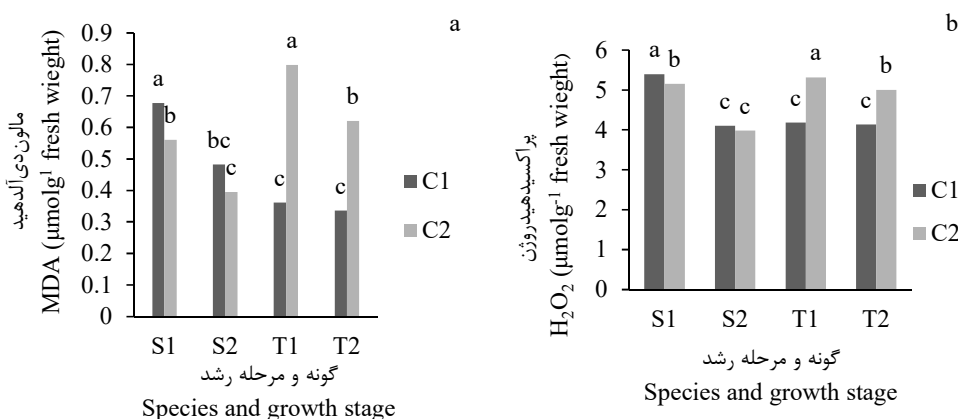 a
مالون‌دی‌آلدهید
MDA (µmolg¹ fresh wieght)
0.9
0.8
0.7
0.6
0.5
0.4
0.3
0.2
0.1
0
a
b
bc
c
c
a
c
b
C1
C2
S1 S2 T1 T2
گونه و مرحله رشد
Species and growth stage
b
پراکسیدهیدروژن
H₂O₂ (µmolg⁻¹ fresh wieght)
6
5
4
3
2
1
0
a
b
c
c
c
a
c
b
C1
C2
S1 S2 T1 T2
گونه و مرحله رشد
Species and growth stage